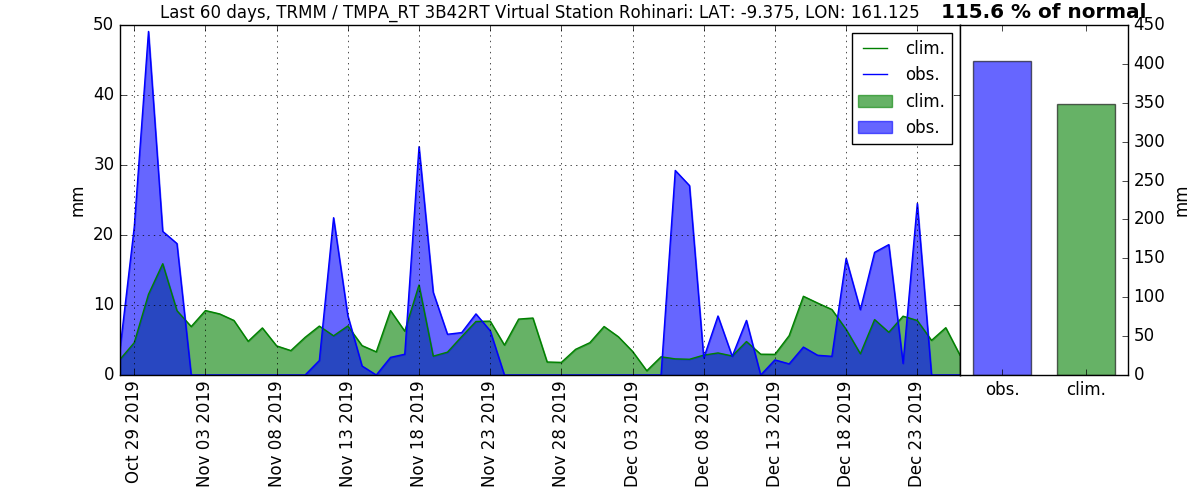 Last 60 days, TRMM / TMPA_RT 3B42RT Virtual Station Rohinari: LAT: -9.375, LON: 161.125
115.6 % of normal
50
40
30
20
10
0
mm
clim.
obs.
clim.
obs.
450
400
350
300
250
200
150
100
50
0
mm
Oct 29 2019
Nov 03 2019
Nov 08 2019
Nov 13 2019
Nov 18 2019
Nov 23 2019
Nov 28 2019
Dec 03 2019
Dec 08 2019
Dec 13 2019
Dec 18 2019
Dec 23 2019
obs.
clim.